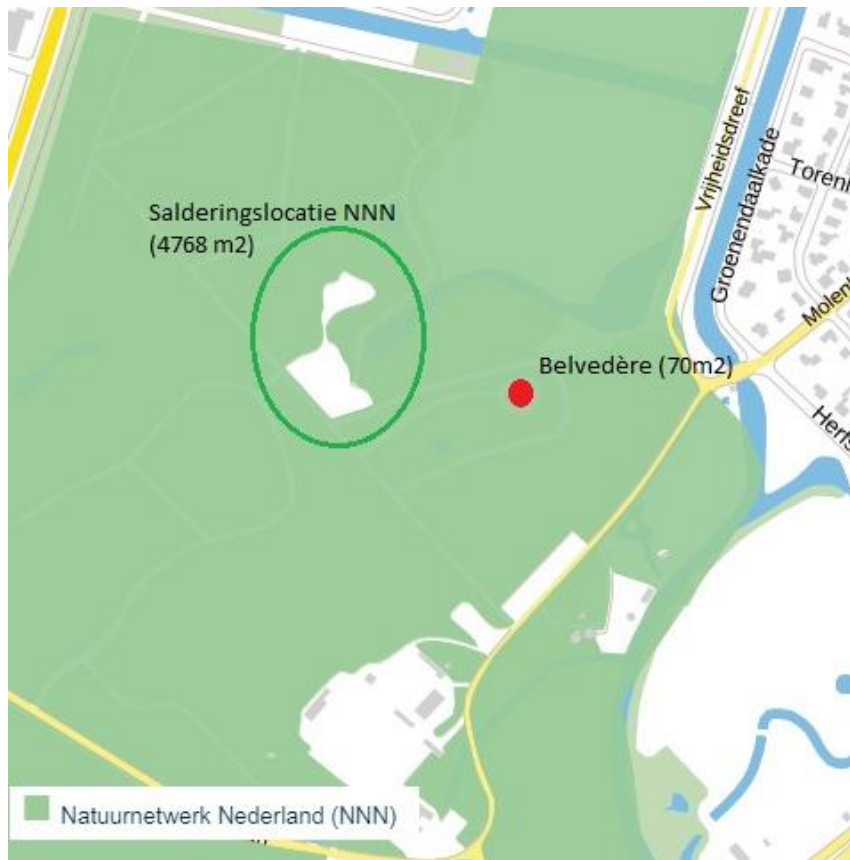 Salderingslocatie NNN
(4768 m2)
Belvedère (70m2)
Vrijheidsdreef
Groenendaalkade
Natuurnetwerk Nederland (NNN)